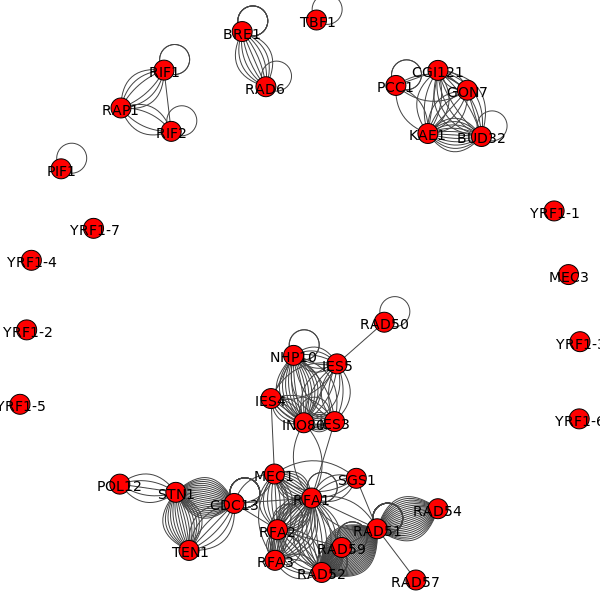 TBF1
BRE1
RIF1
CGI121
PCC1
RAD6
GON7
RAP1
RIF2
KAE1
BUD32
PIF1
YRF1-1
YRF1-7
YRF1-4
MEC3
RAD50
YRF1-2
YRF1-3
NHP10
IES5
IES4
YRF1-5
YRF1-6
INO80
IES3
MEC1
SGS1
POL12
STN1
RFA1
CDC13
RAD54
RFA2
RAD51
TEN1
RAD59
RFA3
RAD52
RAD57